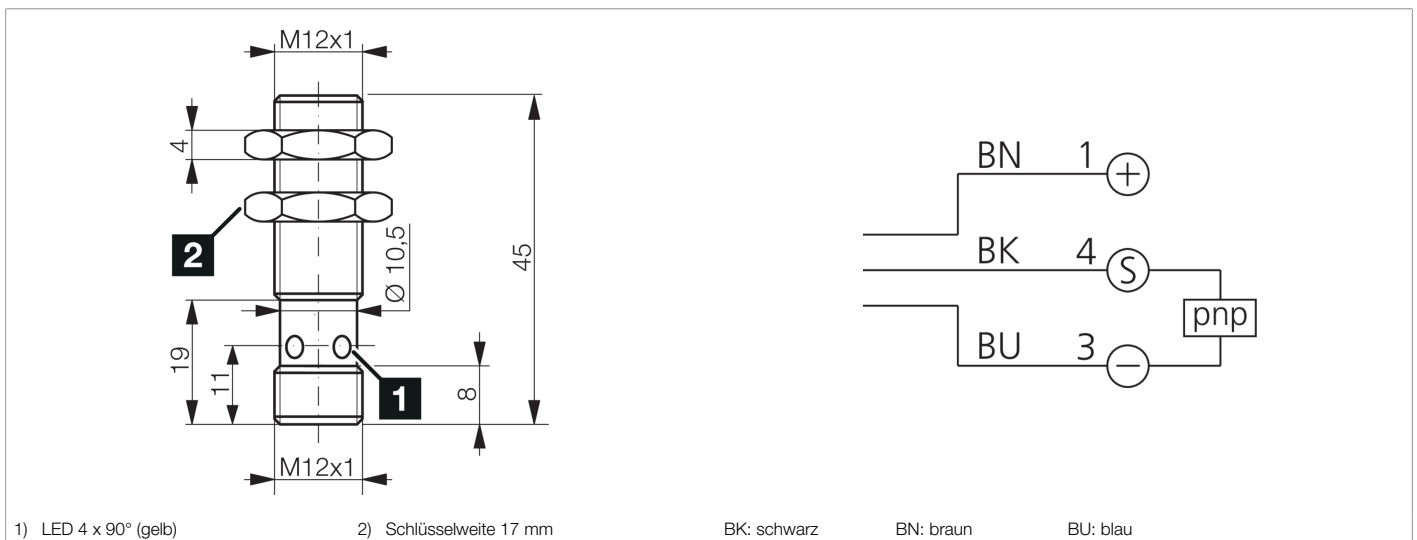 M12x1
4
2
Ø 10,5
45
19
11
1
8
M12x1
BN 1 +
BK 4 S
pnp
BU 3 −
1) LED 4 x 90° (gelb) 2) Schlüsselweite 17 mm BK: schwarz BN: braun BU: blau